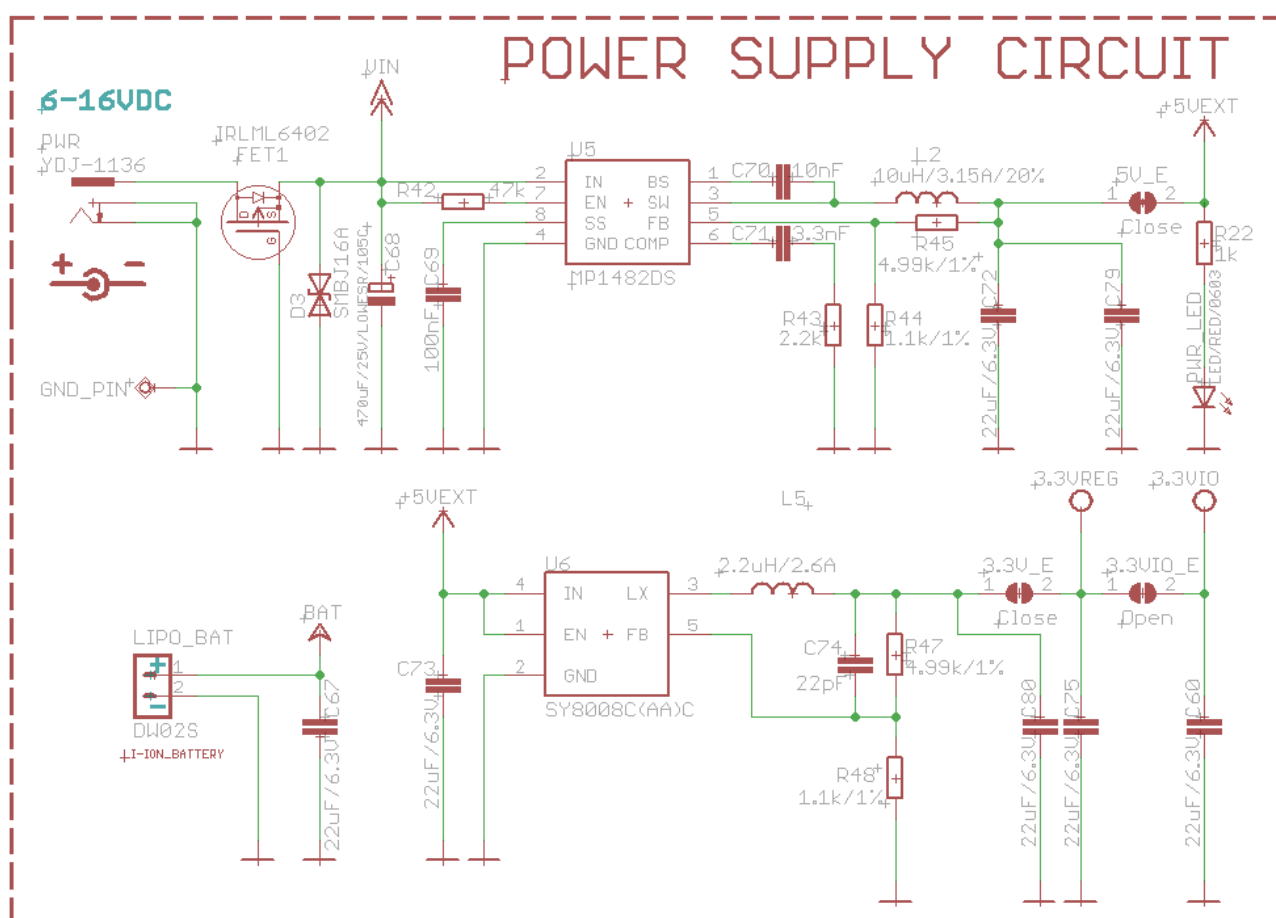 POWER SUPPLY CIRCUIT
6-16VDC
PWR
YDJ-1136
IRLML6402
FET1
D
S
G
VIN
GND_PIN
D3
SMBJ16A
C68
470uF/25V/LOWESR/105C
C69
100nF
R42
47k
U5
2
7
8
4
IN
EN
SS
GND
BS
SW
FB
COMP
1
3
5
6
MP1482DS
C70
10nF
C71
3.3nF
R43
2.2k
R44
1.1k/1%
L2
10uH/3.15A/20%
R45
4.99k/1%
C72
22uF/6.3V
C79
22uF/6.3V
5V_E
1
2
Close
+5VEXT
R22
1k
PWR_LED
LED/RED/0603
LIPO_BAT
1
2
DW02S
LI-ION_BATTERY
BAT
C67
22uF/6.3V
+5VEXT
C73
22uF/6.3V
U6
4
1
2
IN
EN
GND
LX
FB
3
5
SY8008C(AA)C
L5
2.2uH/2.6A
C74
22pF
R47
4.99k/1%
R48
1.1k/1%
3.3V_E
1
2
Close
3.3VREG
3.3VIO
3.3VIO_E
1
2
Open
C80
22uF/6.3V
C75
22uF/6.3V
C60
22uF/6.3V